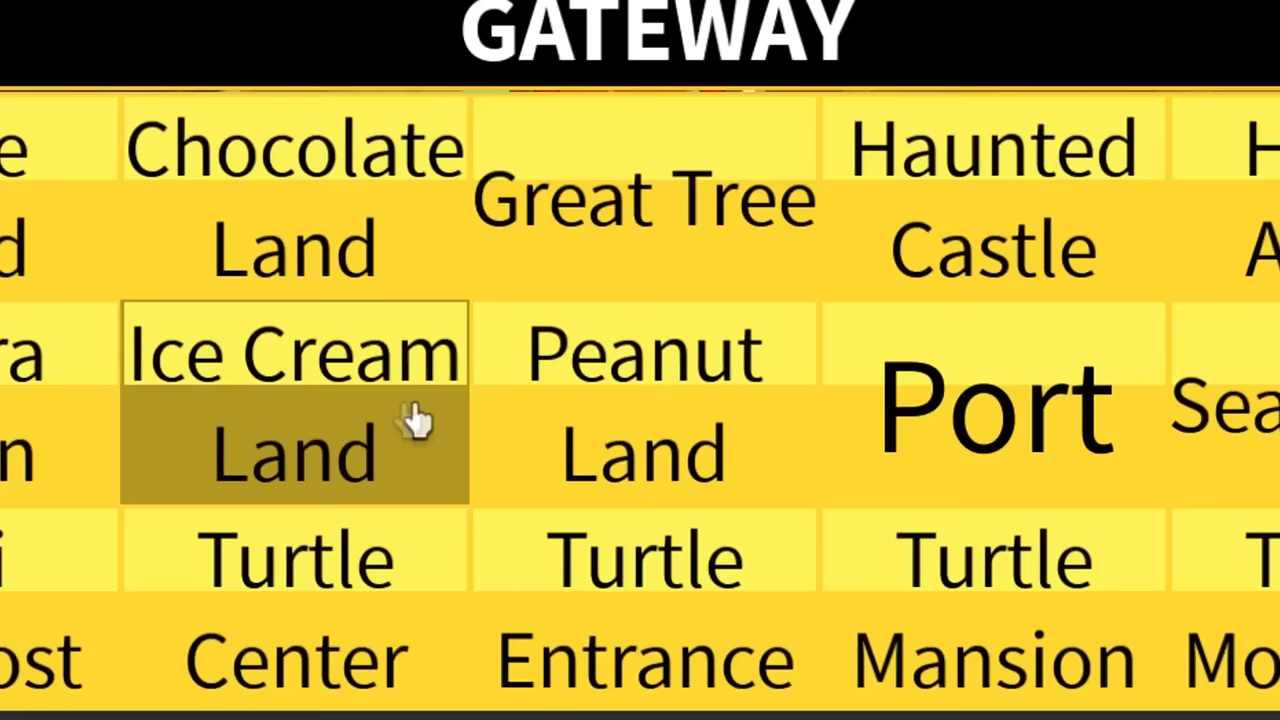 GATEWAY
Chocolate
Land
Great Tree
Haunted
Castle
Ice Cream
Land
Peanut
Land
Port
Sea
Turtle
Center
Turtle
Entrance
Turtle
Mansion